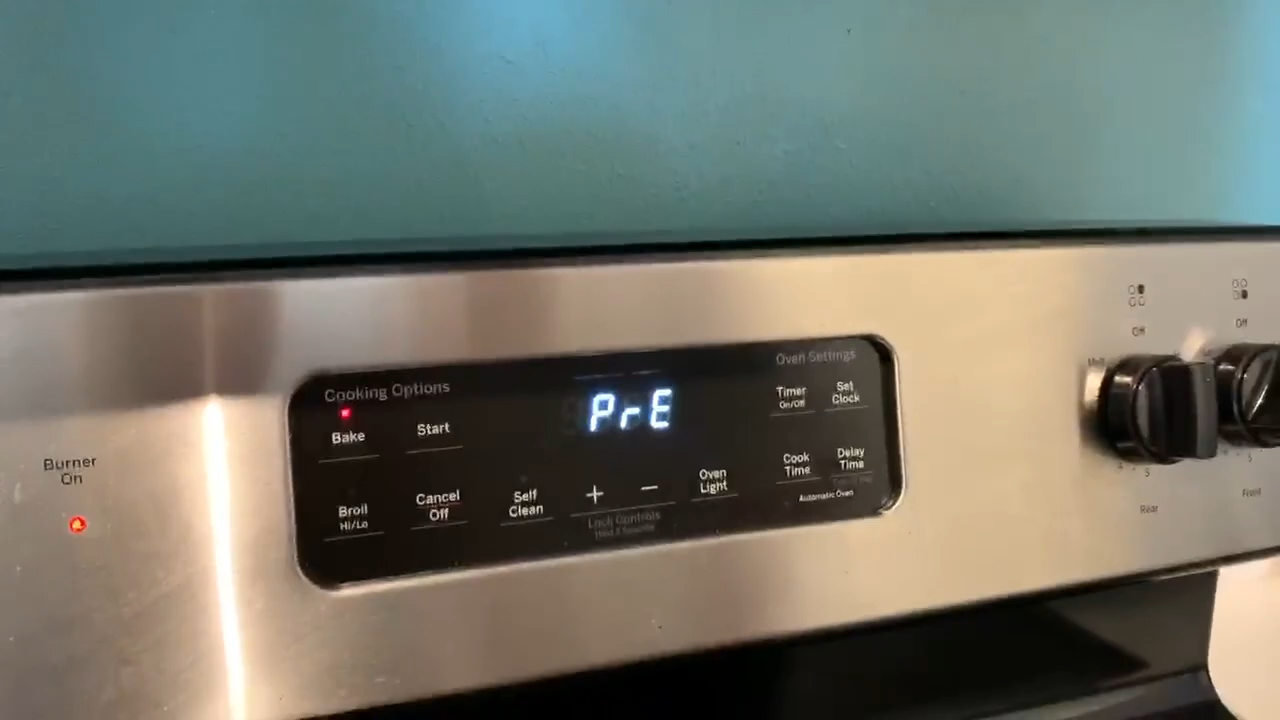 Cooking Options
Oven Settings
PrE
Bake
Start
Timer
On/Off
Set
Clock
Burner
On
Broil
Hi/Lo
Cancel
Off
Self
Clean
+
−
Lock Controls
Oven
Light
Cook
Time
Delay
Time
Automatic Oven
Off
Off
Rear
Front